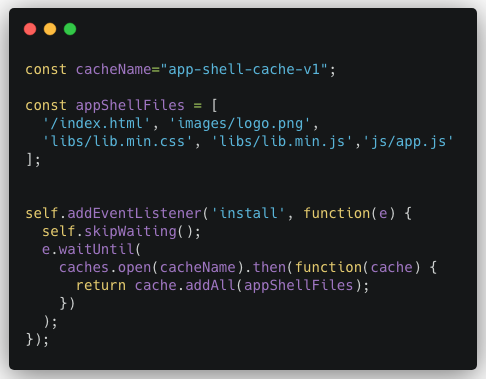 const cacheName="app-shell-cache-v1";

const appShellFiles = [
  '/index.html', 'images/logo.png',
  'libs/lib.min.css', 'libs/lib.min.js','js/app.js'
];


self.addEventListener('install', function(e) {
  self.skipWaiting();
  e.waitUntil(
    caches.open(cacheName).then(function(cache) {
      return cache.addAll(appShellFiles);
    })
  );
});